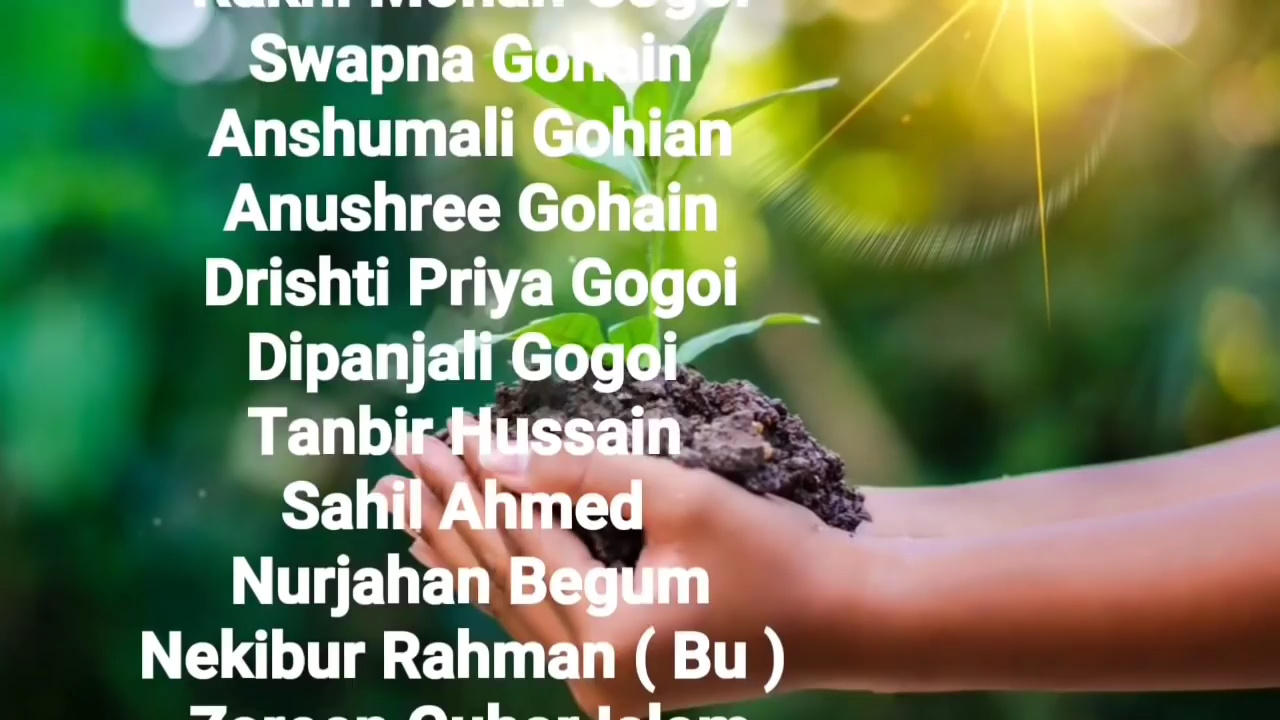 Swapna Gohain
Anshumali Gohian
Anushree Gohain
Drishti Priya Gogoi
Dipanjali Gogoi
Tanbir Hussain
Sahil Ahmed
Nurjahan Begum
Nekibur Rahman ( Bu )